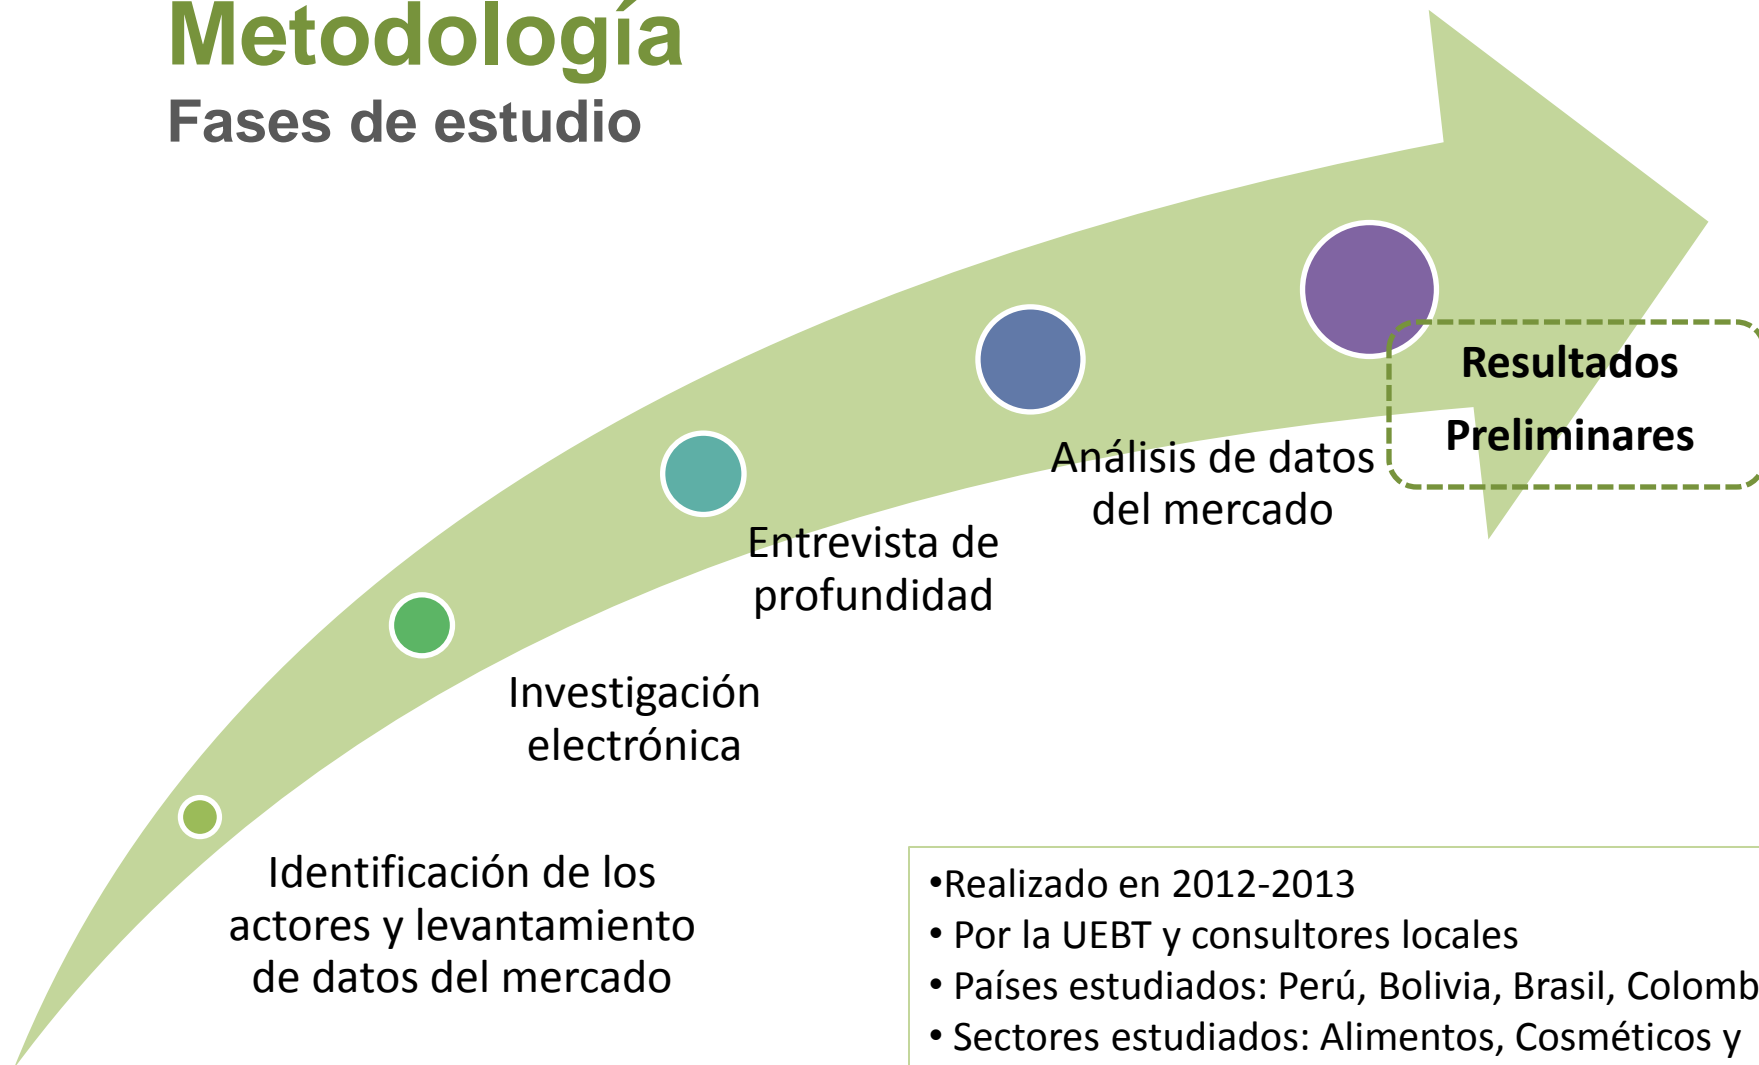 Metodología
Fases de estudio
Resultados
Preliminares
Análisis de datos
del mercado
Entrevista de
profundidad
Investigación
electrónica
Identificación de los
actores y levantamiento
de datos del mercado
•Realizado en 2012-2013
• Por la UEBT y consultores locales
• Países estudiados: Perú, Bolivia, Brasil, Colomb
• Sectores estudiados: Alimentos, Cosméticos y